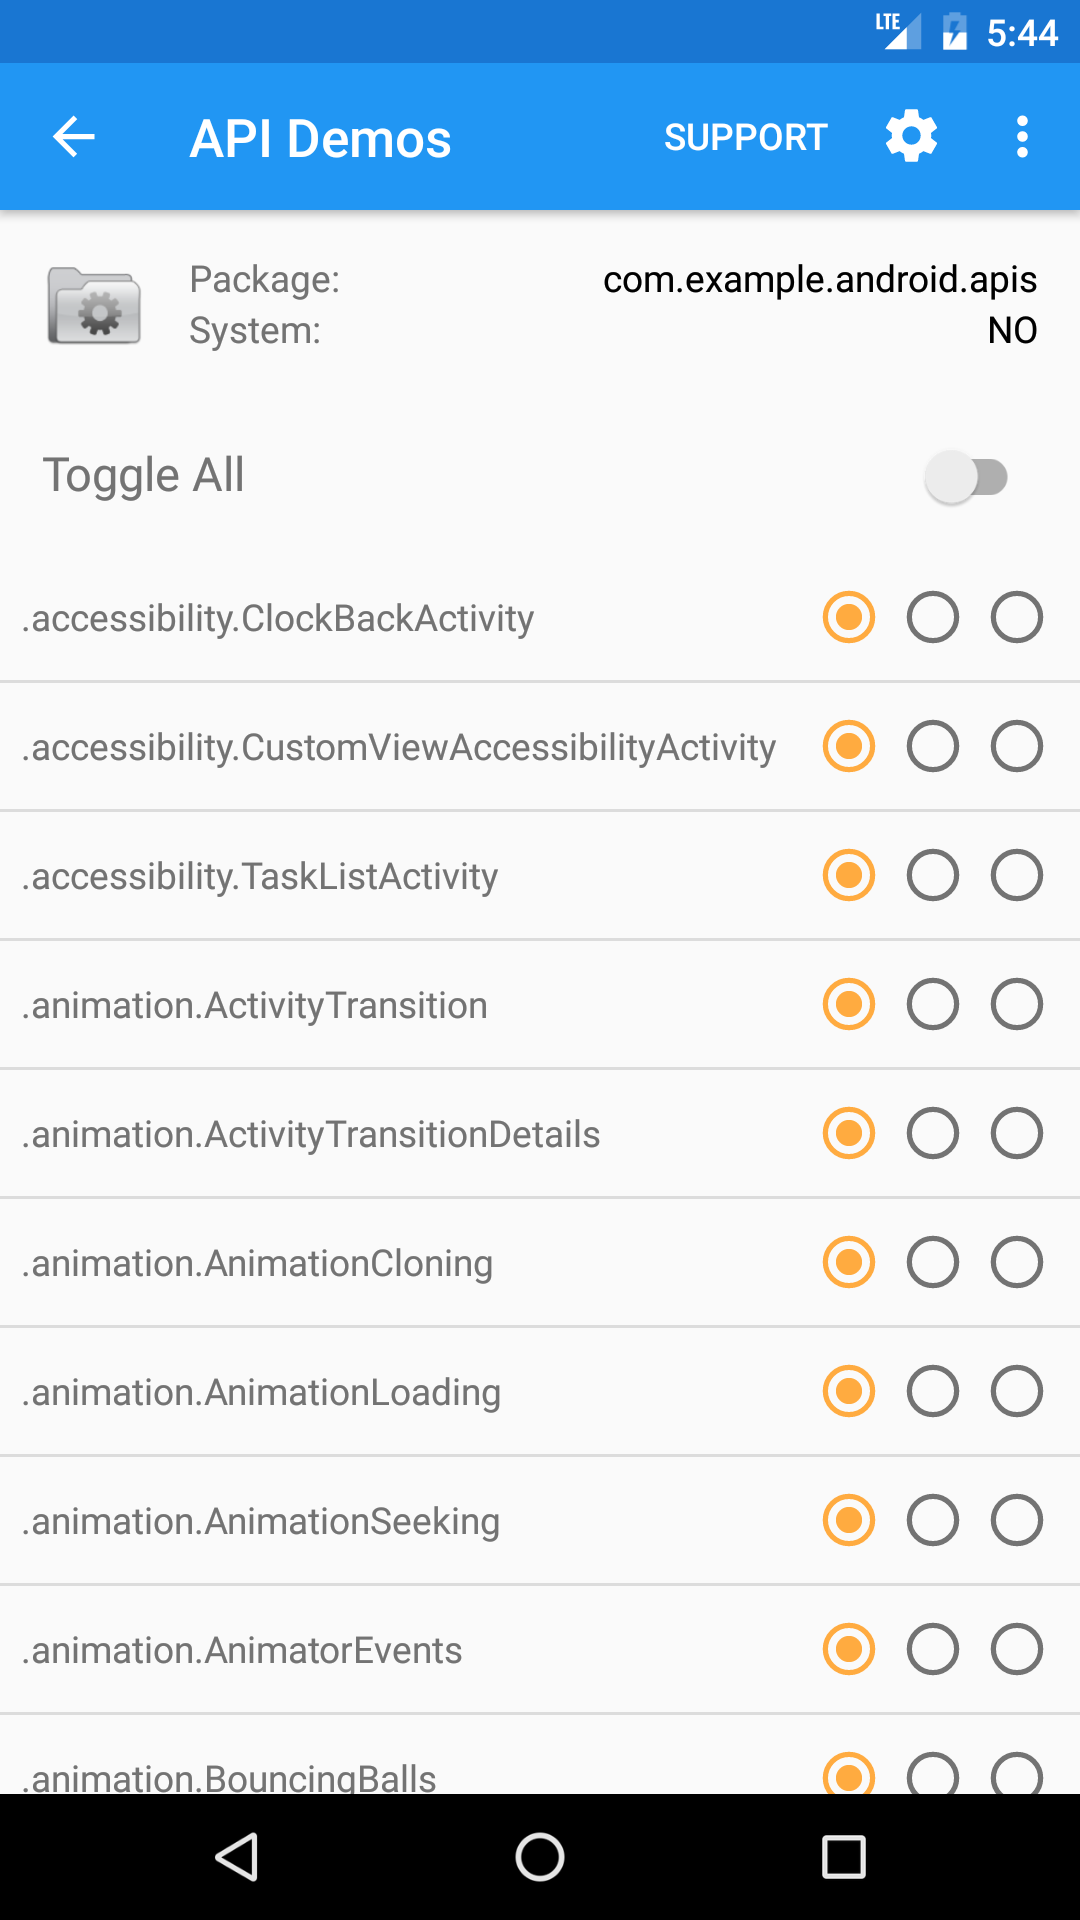 LTE 5:44
API Demos SUPPORT
Package: com.example.android.apis
System: NO
Toggle All
.accessibility.ClockBackActivity
.accessibility.CustomViewAccessibilityActivity
.accessibility.TaskListActivity
.animation.ActivityTransition
.animation.ActivityTransitionDetails
.animation.AnimationCloning
.animation.AnimationLoading
.animation.AnimationSeeking
.animation.AnimatorEvents
.animation.BouncingBalls